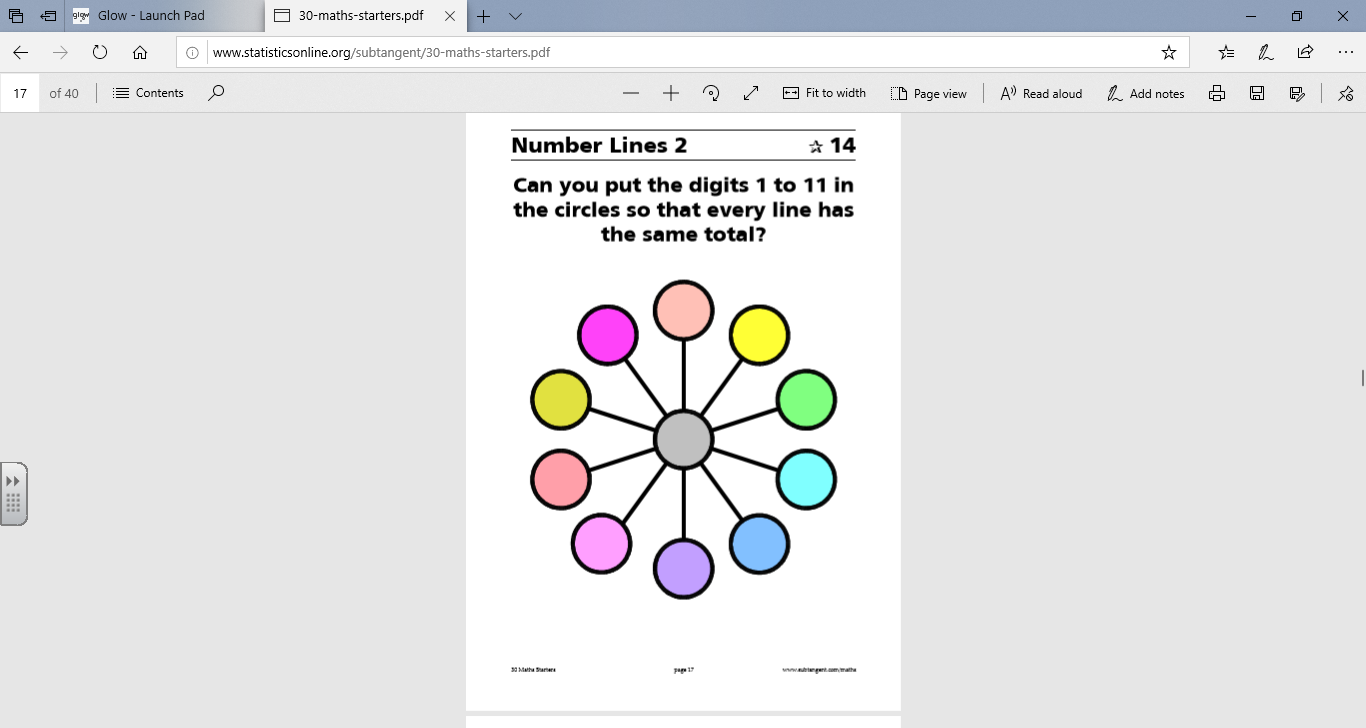 glow Glow - Launch Pad
30-maths-starters.pdf
www.statisticsonline.org/subtangent/30-maths-starters.pdf
17 of 40 Contents Fit to width Page view Read aloud Add notes
Number Lines 2 ☆ 14
Can you put the digits 1 to 11 in
the circles so that every line has
the same total?
30 Maths Starters page 17 www.subtangent.com/maths